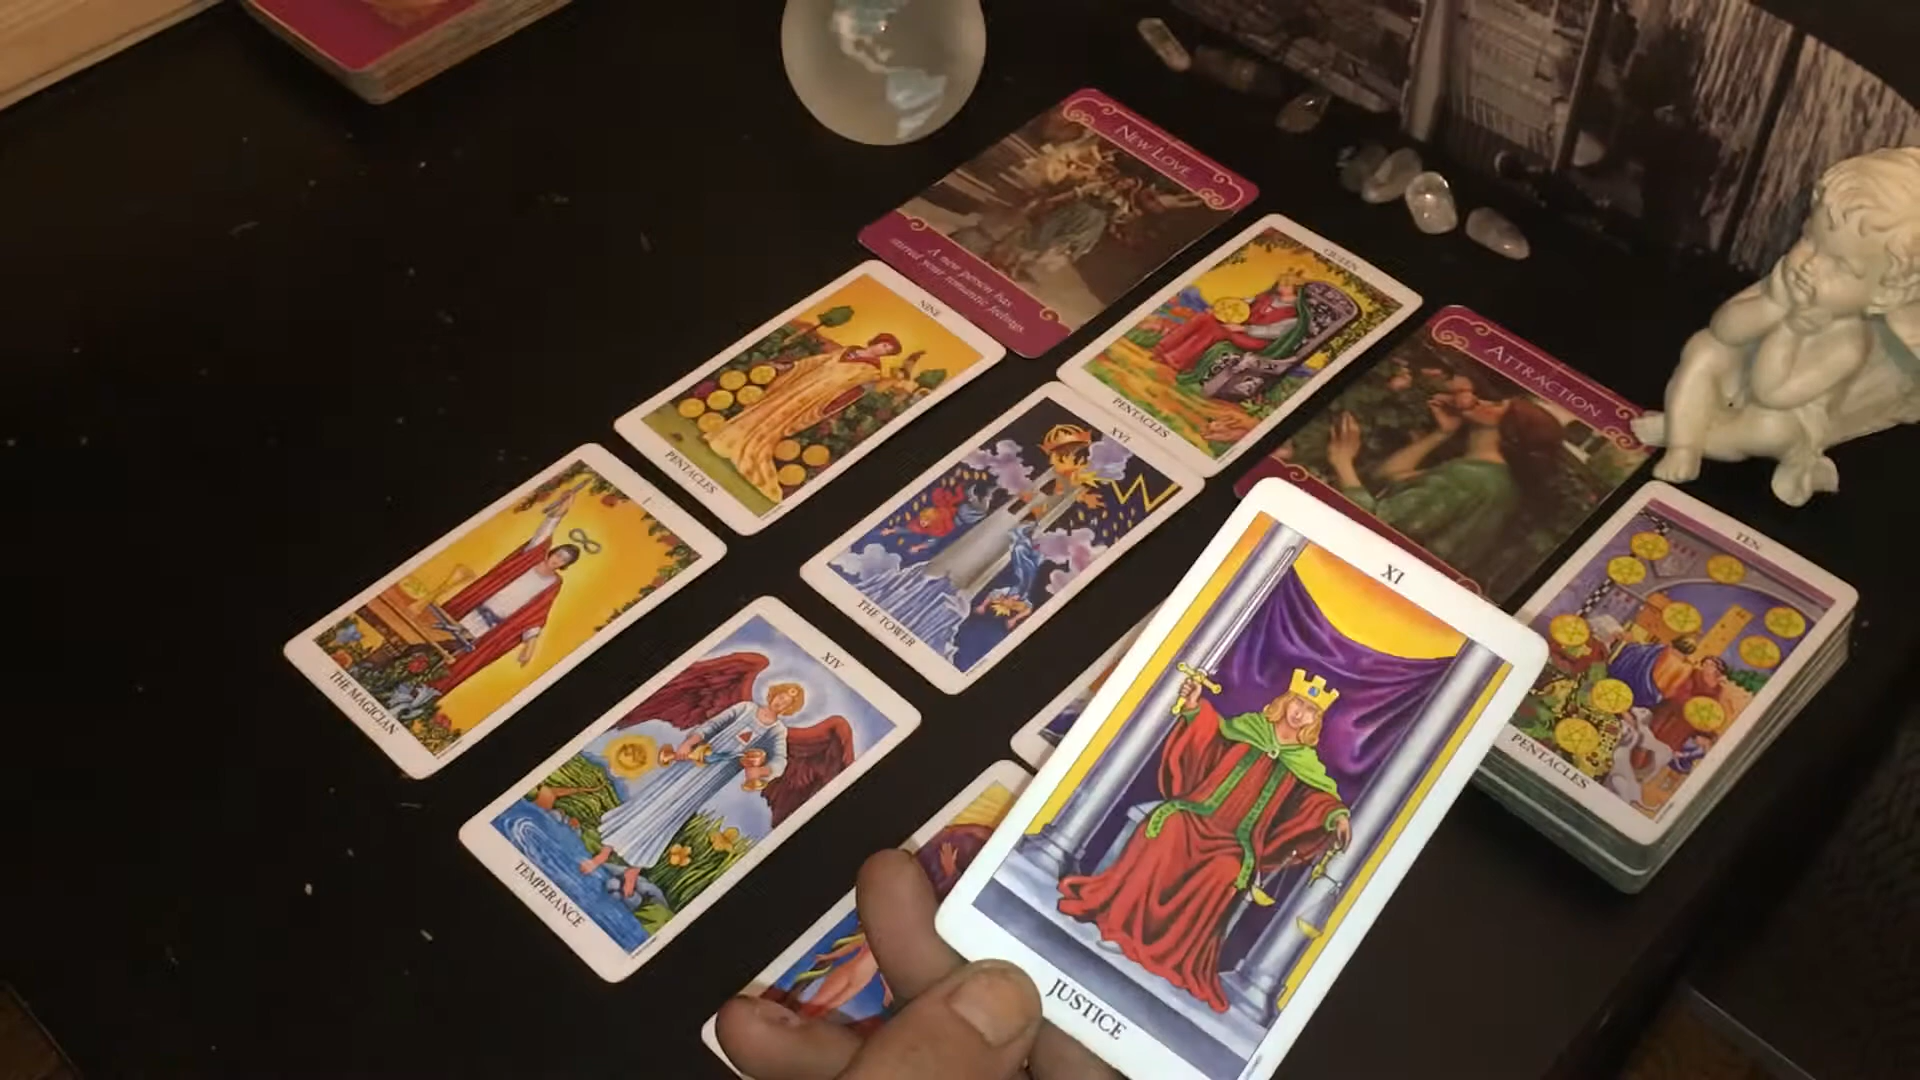 NEW LOVE
A new person has
stirred your romantic feelings.
QUEEN
PENTACLES
NINE
PENTACLES
ATTRACTION
XVI
THE TOWER
I
THE MAGICIAN
TEN
PENTACLES
XIV
TEMPERANCE
XI
JUSTICE